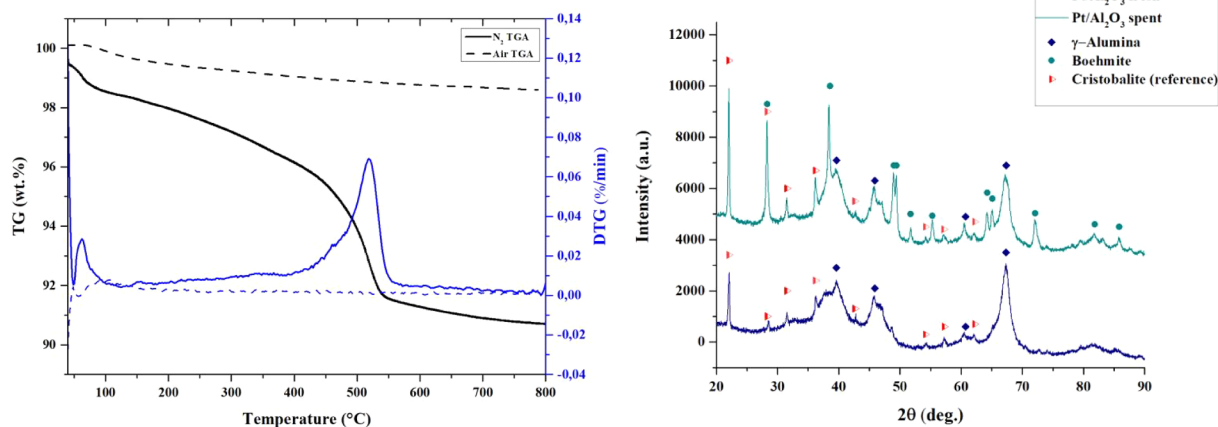 0,14
100
98
96
94
92
90
TG (wt.%)
N₂ TGA
Air TGA
0,12
0,10
0,08
0,06
0,04
0,02
0,00
-0,02
-0,04
DTG (%/min)
100 200 300 400 500 600 700 800
Temperature (°C)
Pt/Al₂O₃ spent
γ–Alumina
Boehmite
Cristobalite (reference)
12000
10000
8000
6000
4000
2000
0
Intensity (a.u.)
20 30 40 50 60 70 80 90
2θ (deg.)